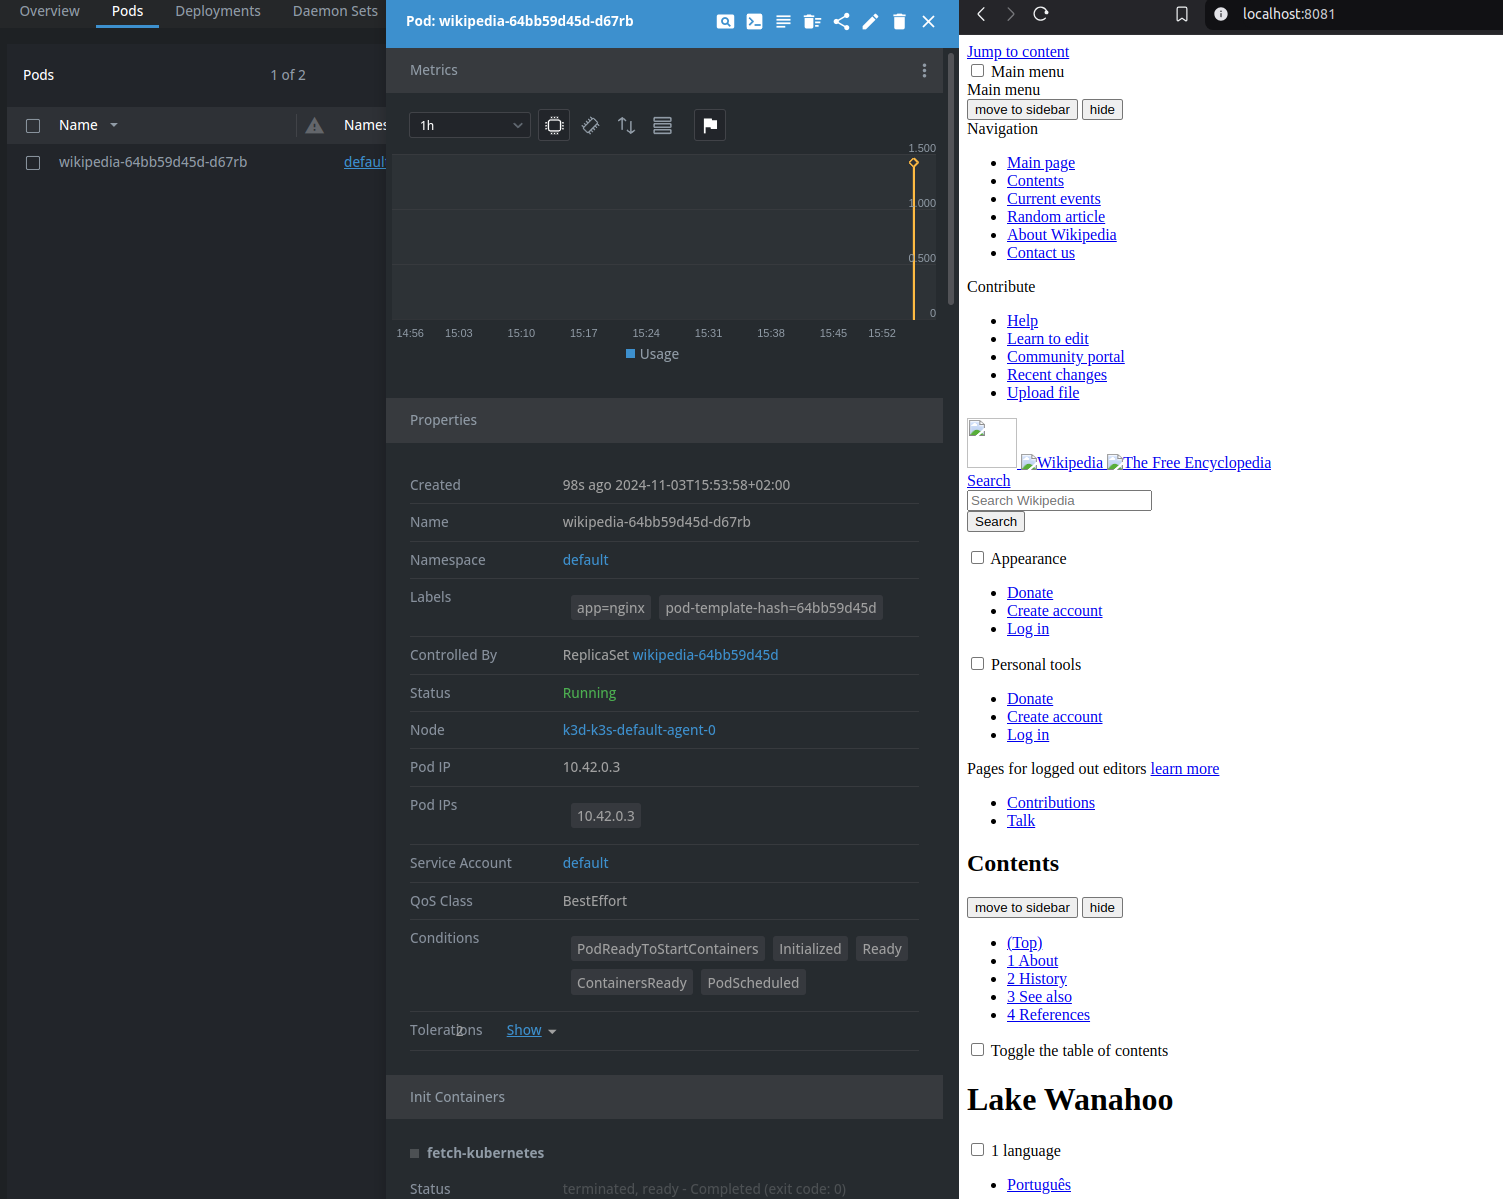 Overview Pods Deployments Daemon Sets
Pods 1 of 2
Name Names
wikipedia-64bb59d45d-d67rb defaul
Pod: wikipedia-64bb59d45d-d67rb
Metrics
1h
1.500
1.000
0.500
0
14:56 15:03 15:10 15:17 15:24 15:31 15:38 15:45 15:52
Usage
Properties
Created 98s ago 2024-11-03T15:53:58+02:00
Name wikipedia-64bb59d45d-d67rb
Namespace default
Labels app=nginx pod-template-hash=64bb59d45d
Controlled By ReplicaSet wikipedia-64bb59d45d
Status Running
Node k3d-k3s-default-agent-0
Pod IP 10.42.0.3
Pod IPs 10.42.0.3
Service Account default
QoS Class BestEffort
Conditions PodReadyToStartContainers Initialized Ready
ContainersReady PodScheduled
Tolerations 2 Show
Init Containers
fetch-kubernetes
Status terminated, ready - Completed (exit code: 0)
localhost:8081
Jump to content
Main menu
Main menu
move to sidebar hide
Navigation
Main page
Contents
Current events
Random article
About Wikipedia
Contact us
Contribute
Help
Learn to edit
Community portal
Recent changes
Upload file
Wikipedia The Free Encyclopedia
Search
Search Wikipedia
Search
Appearance
Donate
Create account
Log in
Personal tools
Donate
Create account
Log in
Pages for logged out editors learn more
Contributions
Talk
Contents
move to sidebar hide
(Top)
1 About
2 History
3 See also
4 References
Toggle the table of contents
Lake Wanahoo
1 language
Português